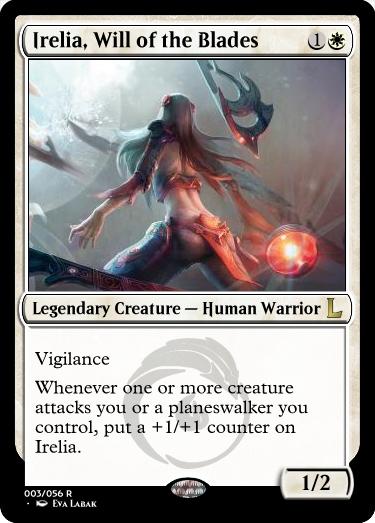 Irelia, Will of the Blades 1
Legendary Creature — Human Warrior L
Vigilance
Whenever one or more creature
attacks you or a planeswalker you
control, put a +1/+1 counter on
Irelia.
1/2
003/056 R
· Eva Labak